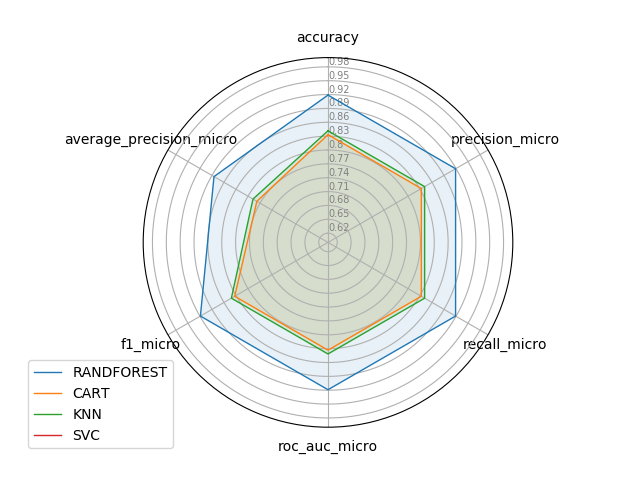 accuracy
0.98
0.95
0.92
0.89
0.86
0.83
0.8
0.77
0.74
0.71
0.68
0.65
0.62
average_precision_micro
precision_micro
f1_micro
recall_micro
roc_auc_micro
RANDFOREST
CART
KNN
SVC